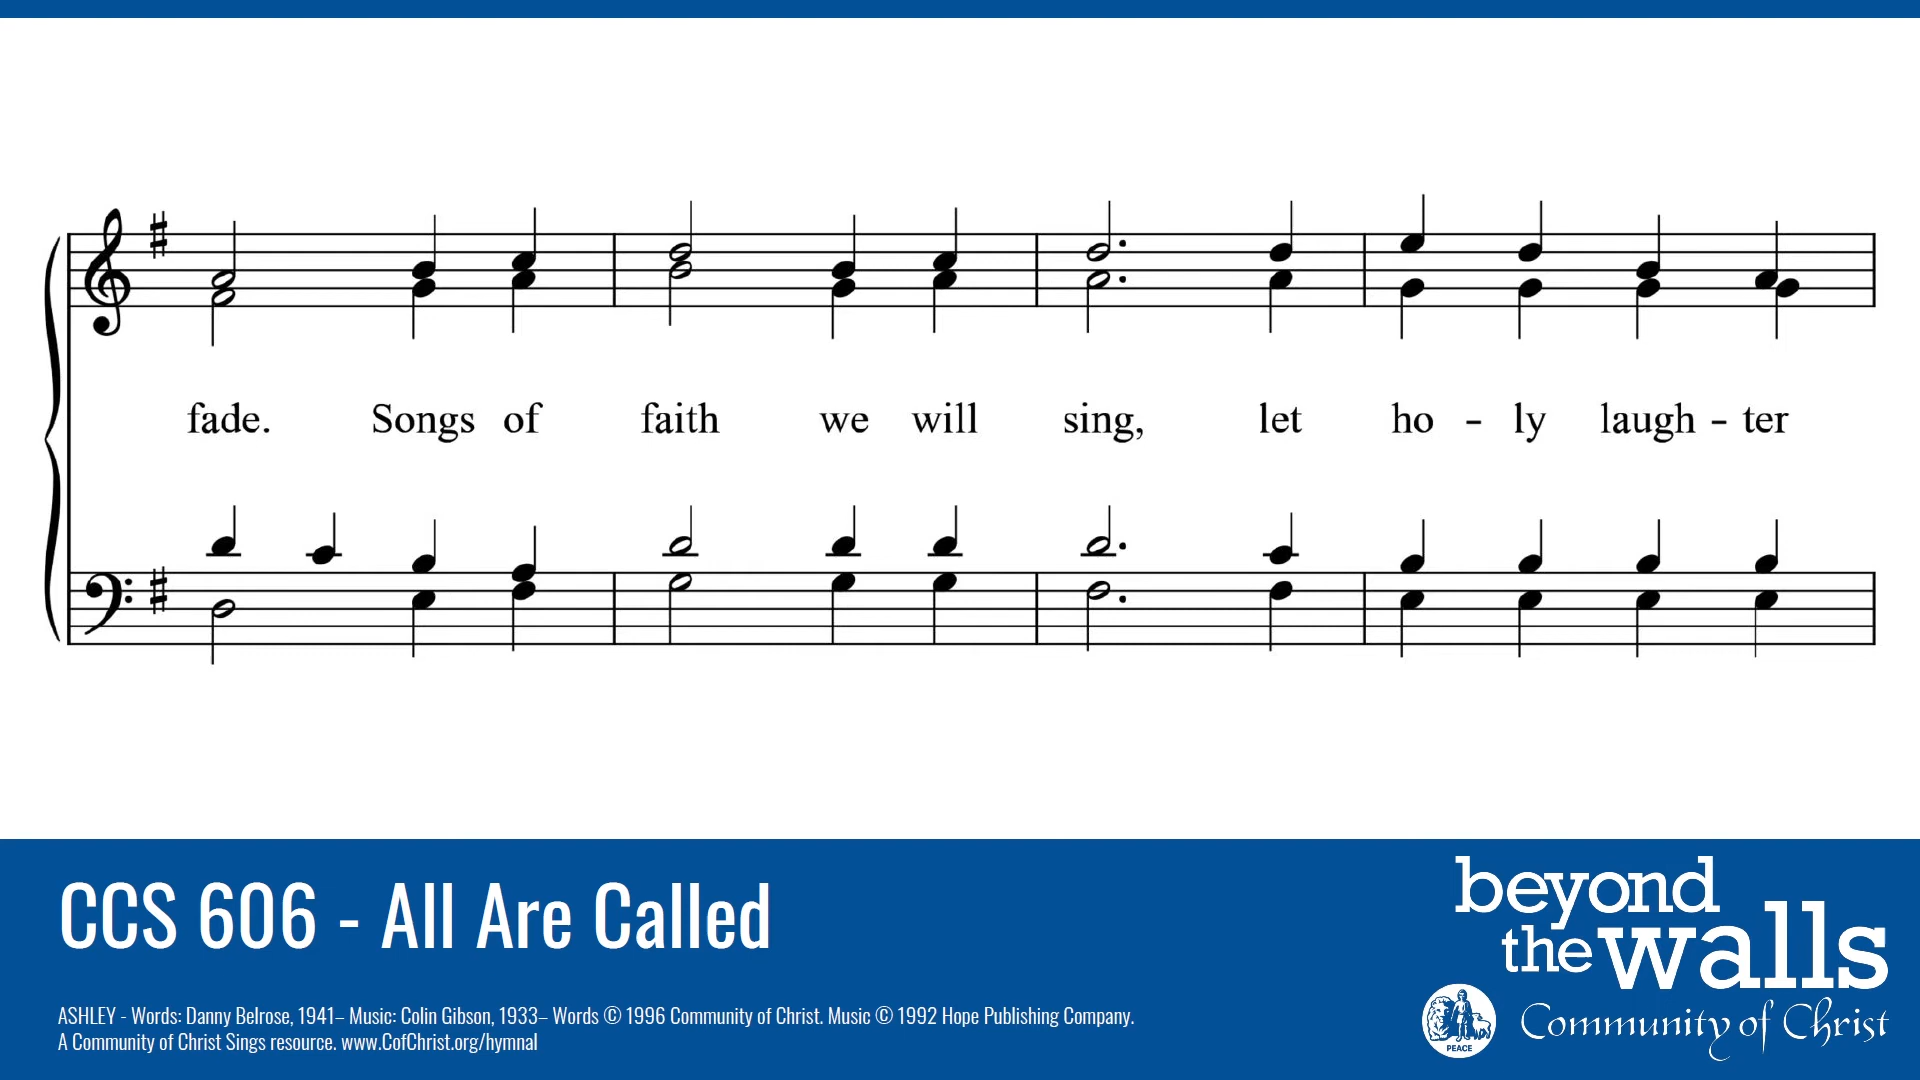 fade. Songs of faith we will sing, let ho - ly laugh - ter
CCS 606 - All Are Called
beyond
the walls
ASHLEY - Words: Danny Belrose, 1941– Music: Colin Gibson, 1933– Words © 1996 Community of Christ. Music © 1992 Hope Publishing Company.
A Community of Christ Sings resource. www.CofChrist.org/hymnal
PEACE
Community of Christ